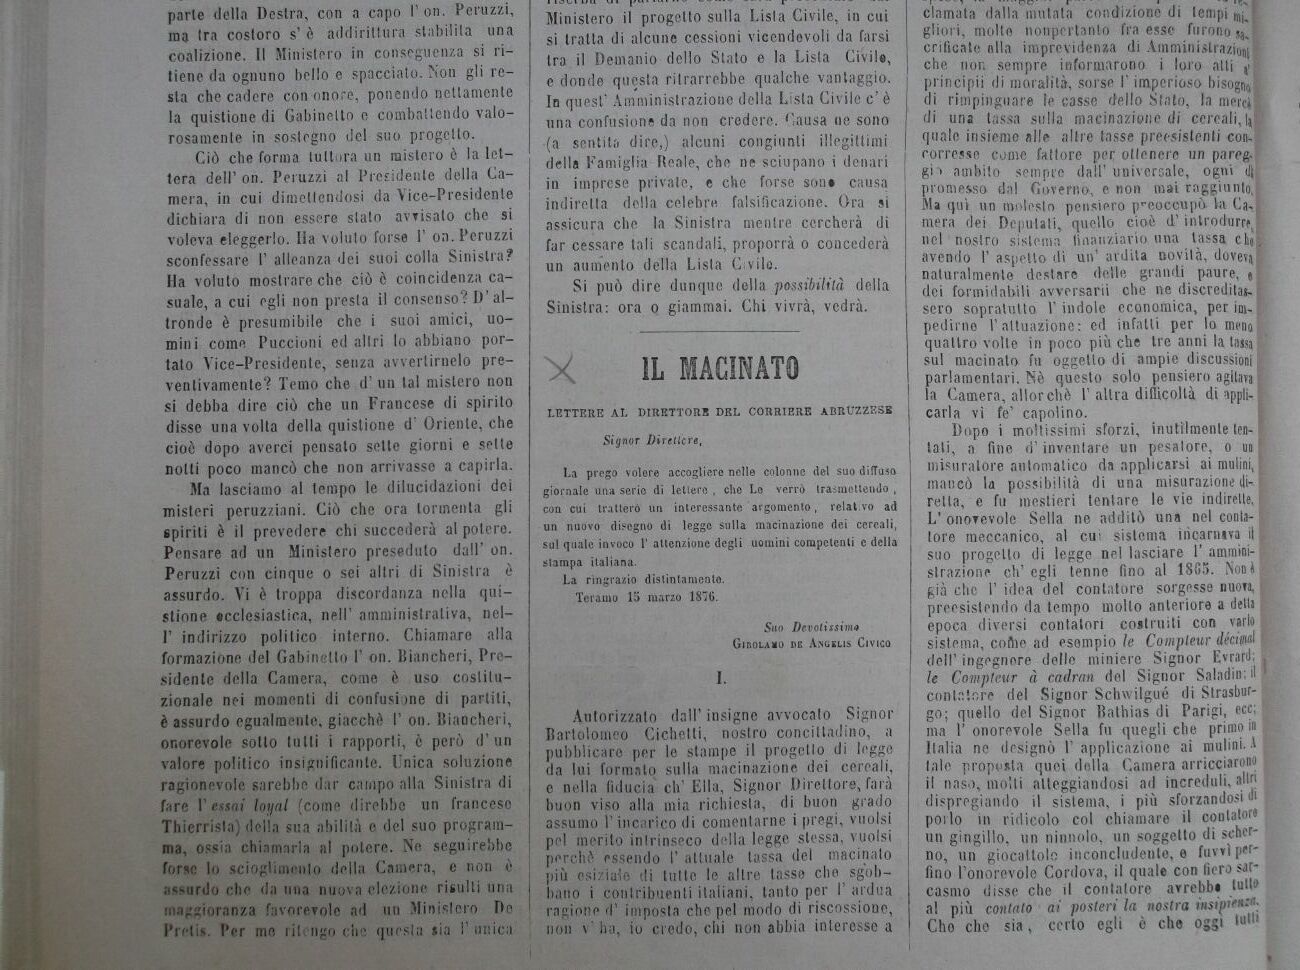 parte della Destra, con a capo l' on. Peruzzi,
ma tra costoro s' è addirittura stabilita una
coalizione. Il Ministero in conseguenza si ri-
tiene da ognuno bello e spacciato. Non gli re-
sta che cadere con onore, ponendo nettamente
la quistione di Gabinetto e combattendo valo-
rosamente in sostegno del suo progetto.
Ciò che forma tuttora un mistero è la let-
tera dell' on. Peruzzi al Presidente della Ca-
mera, in cui dimettendosi da Vice-Presidente
dichiara di non essere stato avvisato che si
voleva eleggerlo. Ha voluto forse l' on. Peruzzi
sconfessare l' alleanza dei suoi colla Sinistra?
Ha voluto mostrare che ciò è coincidenza ca-
suale, a cui egli non presta il consenso? D' al-
tronde è presumibile che i suoi amici, uo-
mini come Puccioni ed altri lo abbiano por-
tato Vice-Presidente, senza avvertirnelo pre-
ventivamente? Temo che d' un tal mistero non
si debba dire ciò che un Francese di spirito
disse una volta della quistione d' Oriente, che
cioè dopo averci pensato sette giorni e sette
notti poco mancò che non arrivasse a capirla.
Ma lasciamo al tempo le dilucidazioni dei
misteri peruzziani. Ciò che ora tormenta gli
spiriti è il prevedere chi succederà al potere.
Pensare ad un Ministero preseduto dall' on.
Peruzzi con cinque o sei altri di Sinistra è
assurdo. Vi è troppa discordanza nella qui-
stione ecclesiastica, nell' amministrativa, nel-
l' indirizzo politico interno. Chiamare alla
formazione del Gabinetto l' on. Biancheri, Pre-
sidente della Camera, come è uso costitu-
zionale nei momenti di confusione di partiti,
è assurdo egualmente, giacchè l' on. Biancheri,
onorevole sotto tutti i rapporti, è però d' un
valore politico insignificante. Unica soluzione
ragionevole sarebbe dar campo alla Sinistra di
fare l' essai loyal (come direbbe un francese
Thierrista) della sua abilità e del suo program-
ma, ossia chiamarla al potere. Ne seguirebbe
forse lo scioglimento della Camera, e non è
assurdo che da una nuova elezione risulti una
maggioranza favorevole ad un Ministero De
Pretis. Per me ritengo che questa sia l' unica
Ministero il progetto sulla Lista Civile, in cui
si tratta di alcune cessioni vicendevoli da farsi
tra il Demanio dello Stato e la Lista Civile,
e donde questa ritrarrebbe qualche vantaggio.
In quest' Amministrazione della Lista Civile c' è
una confusione da non credere. Causa ne sono
(a sentito dire,) alcuni congiunti illegittimi
della Famiglia Reale, che ne sciupano i denari
in imprese private, e che forse sono causa
indiretta della celebre falsificazione. Ora si
assicura che la Sinistra mentre cercherà di
far cessare tali scandali, proporrà o concederà
un aumento della Lista Civile.
Si può dire dunque della possibilità della
Sinistra: ora o giammai. Chi vivrà, vedrà.
IL MACINATO
LETTERE AL DIRETTORE DEL CORRIERE ABRUZZESE
Signor Direttore,
La prego volere accogliere nelle colonne del suo diffuso
giornale una serie di lettere, che Le verrò trasmettendo,
con cui tratterò un interessante argomento, relativo ad
un nuovo disegno di legge sulla macinazione dei cereali,
sul quale invoco l' attenzione degli uomini competenti e della
stampa italiana.
La ringrazio distintamente.
Teramo 15 marzo 1876.
Suo Devotissimo
GIROLAMO DE ANGELIS CIVICO
I.
Autorizzato dall' insigne avvocato Signor
Bartolomeo Cichetti, nostro concittadino, a
pubblicare per le stampe il progetto di legge
da lui formato sulla macinazione dei cereali,
e nella fiducia ch' Ella, Signor Direttore, farà
buon viso alla mia richiesta, di buon grado
assumo l' incarico di comentarne i pregi, vuolsi
pel merito intrinseco della legge stessa, vuolsi
perchè essendo l' attuale tassa del macinato
più esiziale di tutte le altre tasse che sgob-
bano i contribuenti italiani, tanto per l' ardua
ragione d' imposta che pel modo di riscossione,
non v' ha, io credo, chi non abbia interesse a
clamata dalla mutata condizione di tempi mi-
gliori, molte nonpertanto fra esse furono sa-
crificate alla imprevidenza di Amministrazioni
che non sempre informarono i loro atti a'
principii di moralità, sorse l' imperioso bisogno
di rimpinguare le casse dello Stato, la mercè
di una tassa sulla macinazione di cereali, la
quale insieme alle altre tasse preesistenti con-
corresse come fattore per ottenere un pareg-
gio ambito sempre dall' universale, ogni dì
promesso dal Governo, e non mai raggiunto.
Ma quì un molesto pensiero preoccupò la Ca-
mera dei Deputati, quello cioè d' introdurre,
nel nostro sistema finanziario una tassa che
avendo l' aspetto di un' ardita novità, doveva
naturalmente destare delle grandi paure, e
dei formidabili avversarii che ne discreditas-
sero sopratutto l' indole economica, per im-
pedirne l' attuazione: ed infatti per lo meno
quattro volte in poco più che tre anni la tassa
sul macinato fu oggetto di ampie discussioni
parlamentari. Nè questo solo pensiero agitava
la Camera, allorchè l' altra difficoltà di appli-
carla vi fe' capolino.
Dopo i moltissimi sforzi, inutilmente ten-
tati, a fine d' inventare un pesatore, o un
misuratore automatico da applicarsi ai mulini,
mancò la possibilità di una misurazione di-
retta, e fu mestieri tentare le vie indirette.
L' onorevole Sella ne additò una nel conta-
tore meccanico, al cui sistema incarnava il
suo progetto di legge nel lasciare l' ammini-
strazione ch' egli tenne fino al 1865. Non è
già che l' idea del contatore sorgesse nuova,
preesistendo da tempo molto anteriore a detta
epoca diversi contatori costruiti con vario
sistema, come ad esempio le Compteur décimal
dell' ingegnere delle miniere Signor Evrard;
le Compteur à cadran del Signor Saladin; il
contatore del Signor Schwilgué di Strasbur-
go; quello del Signor Bathias di Parigi, ecc;
ma l' onorevole Sella fu quegli che primo in
Italia ne designò l' applicazione ai mulini. A
tale proposta quei della Camera arricciarono
il naso, molti atteggiandosi ad increduli, altri
dispregiando il sistema, i più sforzandosi di
porlo in ridicolo col chiamare il contatore
un gingillo, un ninnolo, un soggetto di scher-
no, un giocattolo inconcludente, e fuvvi per-
fino l'onorevole Cordova, il quale con fiero sar-
casmo disse che il contatore avrebbe tutto
al più contato ai posteri la nostra insipienza.
Che che sia, certo egli è che oggi tutti